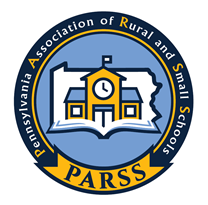 Pennsylvania Association of Rural and Small Schools
PARSS